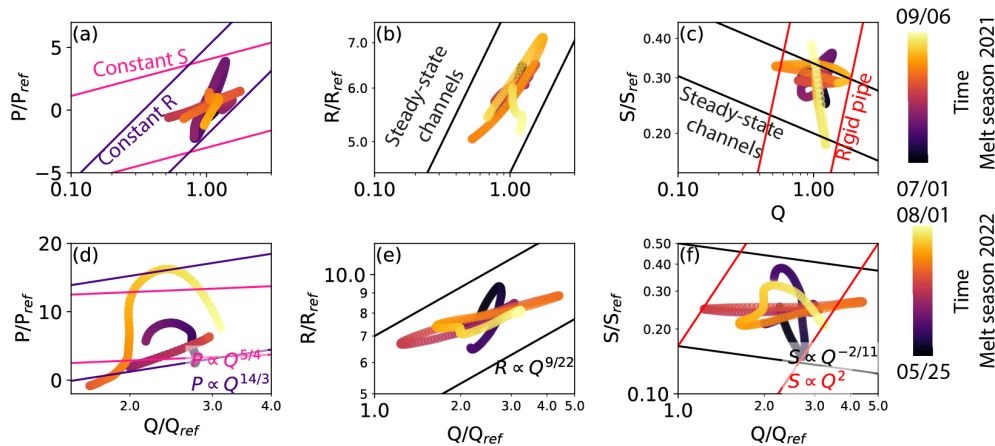 (a)
Constant S
Constant R
P/P_ref
5
0
−5
0.10
1.00
(b)
Steady-state
channels
R/R_ref
7.0
6.0
5.0
0.10
1.00
(c)
Steady-state
channels
Rigid pipe
S/S_ref
0.40
0.30
0.20
0.10
1.00
Q
09/06
07/01
Time
Melt season 2021
(d)
P ∝ Q^{5/4}
P ∝ Q^{14/3}
P/P_ref
20
10
0
2.0
3.0
4.0
Q/Q_ref
(e)
R ∝ Q^{9/22}
R/R_ref
10.0
9
8
7
6
5
1.0
2.0
3.0
4.0
5.0
Q/Q_ref
(f)
S ∝ Q^{−2/11}
S ∝ Q^{2}
S/S_ref
0.50
0.40
0.30
0.20
0.10
1.0
2.0
3.0
4.0
5.0
Q/Q_ref
08/01
05/25
Time
Melt season 2022